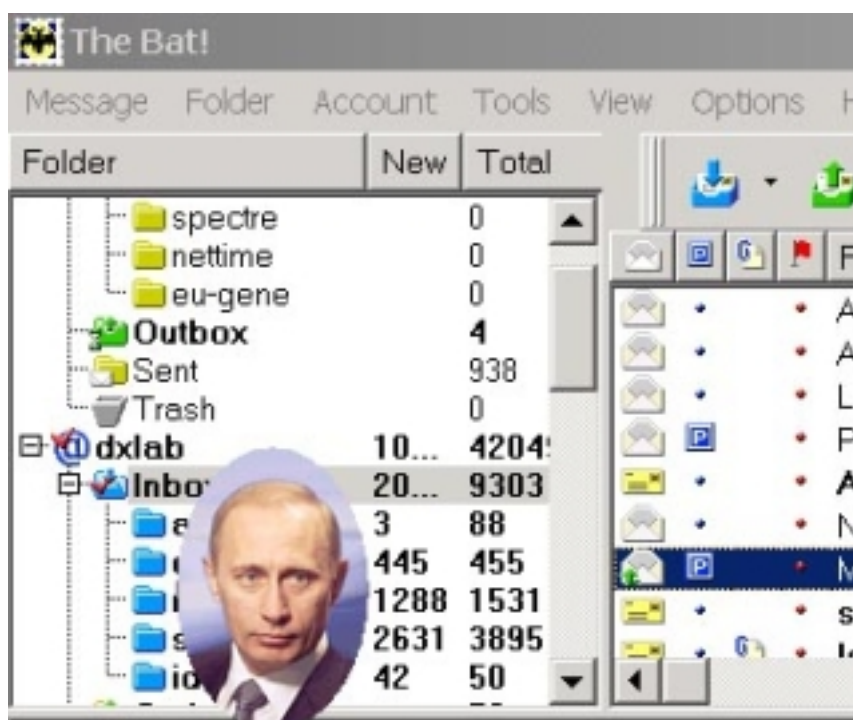 The Bat!
Message Folder Account Tools View Options
Folder New Total
spectre 0
nettime 0
eu-gene 0
Outbox 4
Sent 938
Trash 0
dxlab 10... 4204
Inbo 20... 9303
3 88
445 455
1288 1531
2631 3895
42 50